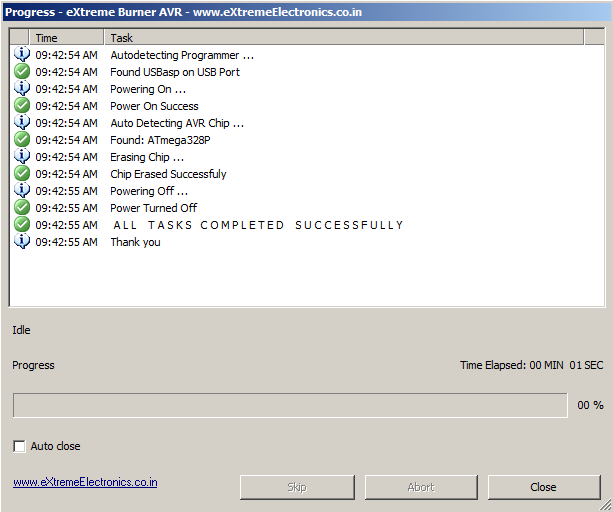 Progress - eXtreme Burner AVR - www.eXtremeElectronics.co.in
Time Task
09:42:54 AM Autodetecting Programmer ...
09:42:54 AM Found USBasp on USB Port
09:42:54 AM Powering On ...
09:42:54 AM Power On Success
09:42:54 AM Auto Detecting AVR Chip ...
09:42:54 AM Found: ATmega328P
09:42:54 AM Erasing Chip ...
09:42:54 AM Chip Erased Successfuly
09:42:55 AM Powering Off ...
09:42:55 AM Power Turned Off
09:42:55 AM A L L T A S K S C O M P L E T E D S U C C E S S F U L L Y
09:42:55 AM Thank you
Idle
Progress Time Elapsed: 00 MIN 01 SEC
00 %
Auto close
www.eXtremeElectronics.co.in Skip Abort Close